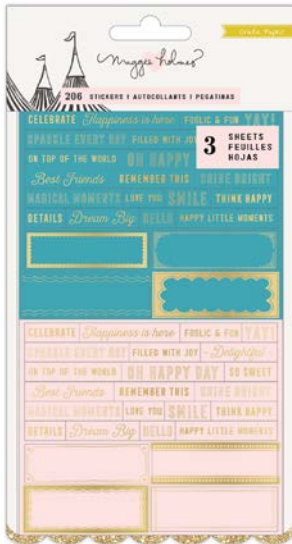 Crate Paper
maggie holmes
206 STICKERS | AUTOCOLLANTS | PEGATINAS
CELEBRATE Happiness is here FROLIC & FUN YAY!
SPARKLE EVERY DAY FILLED WITH JOY
3 SHEETS
FEUILLES
HOJAS
ON TOP OF THE WORLD OH HAPPY
Best Friends REMEMBER THIS SHINE BRIGHT
MAGICAL MOMENTS LOVE YOU SMILE THINK HAPPY
DETAILS Dream Big HELLO HAPPY LITTLE MOMENTS
CELEBRATE Happiness is here FROLIC & FUN YAY!
SPARKLE EVERY DAY FILLED WITH JOY Delightful
ON TOP OF THE WORLD OH HAPPY DAY SO SWEET
Best Friends REMEMBER THIS SHINE BRIGHT
MAGICAL MOMENTS LOVE YOU SMILE THINK HAPPY
DETAILS Dream Big HELLO HAPPY LITTLE MOMENTS